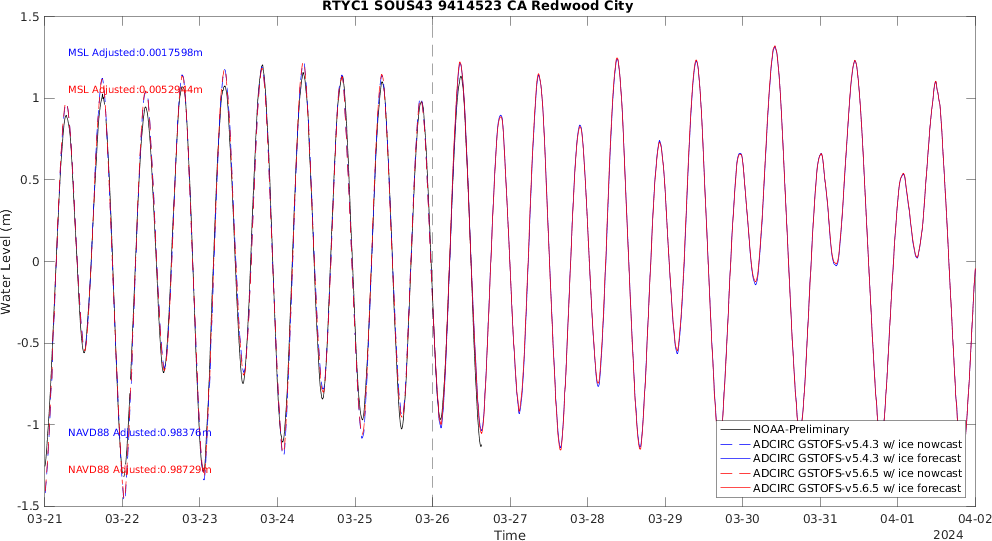 RTYC1 SOUS43 9414523 CA Redwood City
1.5
1
0.5
0
-0.5
-1
-1.5
Water Level (m)
MSL Adjusted:0.0017598m
MSL Adjusted:0.0052944m
NAVD88 Adjusted:0.98376m
NAVD88 Adjusted:0.98729m
NOAA-Preliminary
ADCIRC GSTOFS-v5.4.3 w/ ice nowcast
ADCIRC GSTOFS-v5.4.3 w/ ice forecast
ADCIRC GSTOFS-v5.6.5 w/ ice nowcast
ADCIRC GSTOFS-v5.6.5 w/ ice forecast
03-21 03-22 03-23 03-24 03-25 03-26 03-27 03-28 03-29 03-30 03-31 04-01 04-02
Time
2024